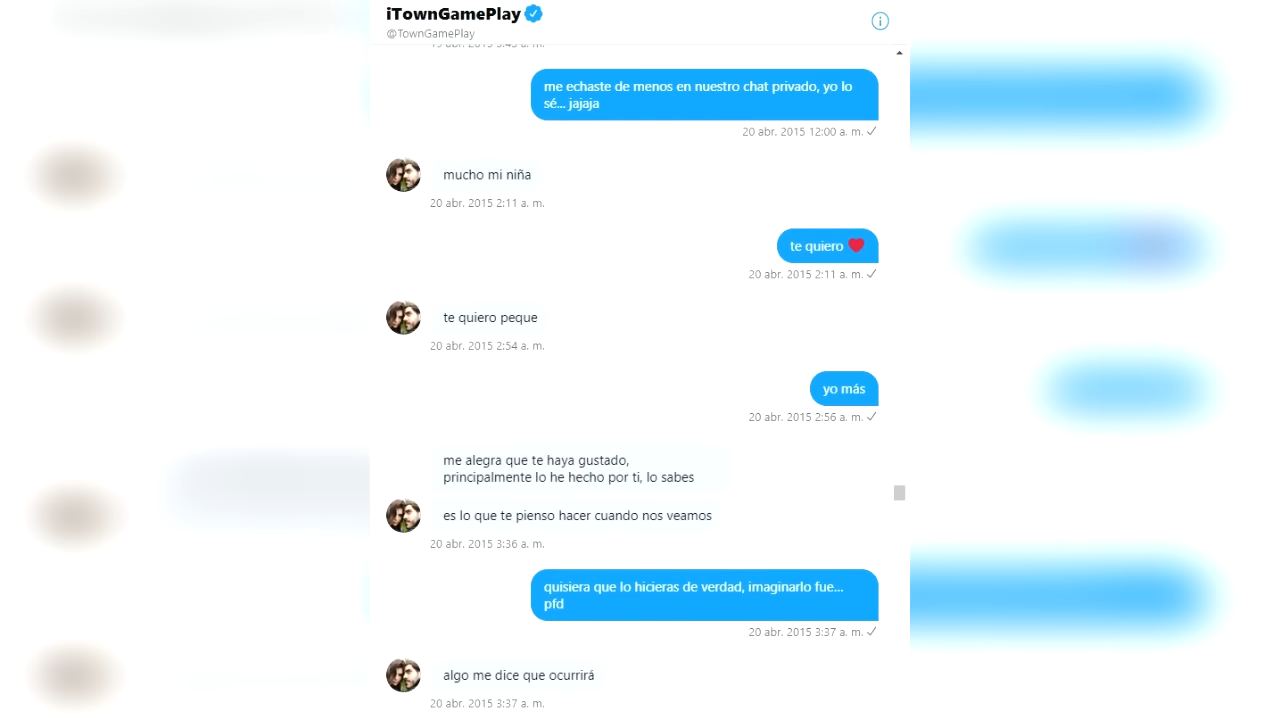 iTownGamePlay
@TownGamePlay
19 abr. 2015 3:43 a. m.
me echaste de menos en nuestro chat privado, yo lo
sé... jajaja
20 abr. 2015 12:00 a. m.
mucho mi niña
20 abr. 2015 2:11 a. m.
te quiero ❤
20 abr. 2015 2:11 a. m.
te quiero peque
20 abr. 2015 2:54 a. m.
yo más
20 abr. 2015 2:56 a. m.
me alegra que te haya gustado,
principalmente lo he hecho por ti, lo sabes
es lo que te pienso hacer cuando nos veamos
20 abr. 2015 3:36 a. m.
quisiera que lo hicieras de verdad, imaginarlo fue...
pfd
20 abr. 2015 3:37 a. m.
algo me dice que ocurrirá
20 abr. 2015 3:37 a. m.